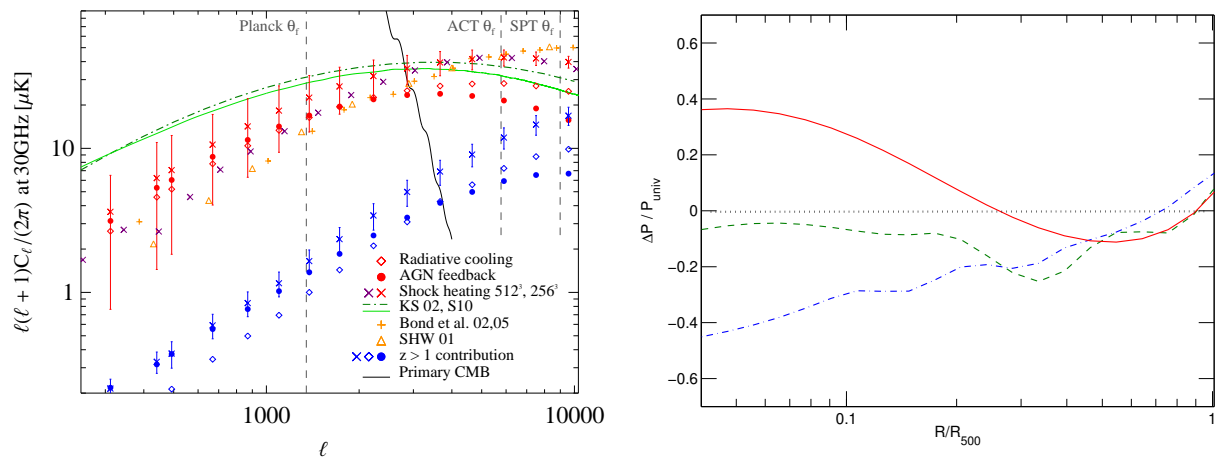 Planck θf
ACT θf
SPT θf
ℓ(ℓ + 1)Cℓ/(2π) at 30GHz [μK]
10
1
Radiative cooling
AGN feedback
Shock heating 512³, 256³
KS 02, S10
Bond et al. 02,05
SHW 01
z > 1 contribution
Primary CMB
1000
10000
ℓ
ΔP / Puniv
0.6
0.4
0.2
0
−0.2
−0.4
−0.6
0.1
1
R/R500